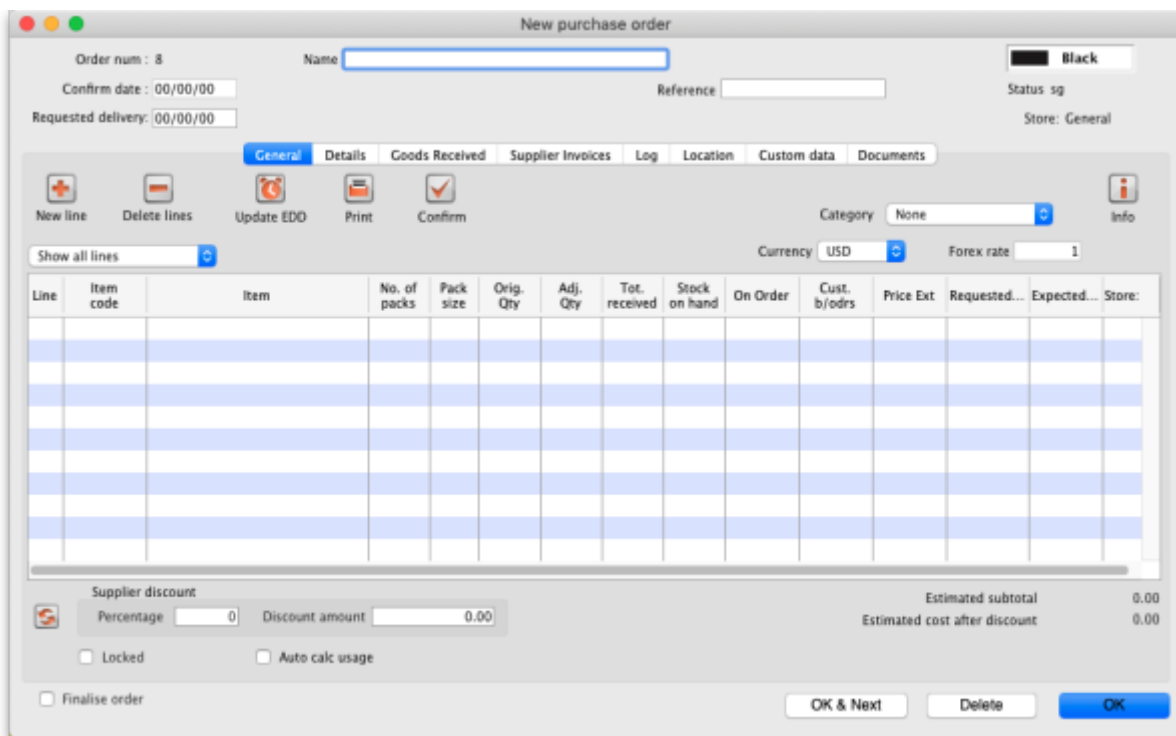 New purchase order
Order num : 8
Name
Black
Confirm date : 00/00/00
Reference
Status sg
Requested delivery: 00/00/00
Store: General
General Details Goods Received Supplier Invoices Log Location Custom data Documents
New line Delete lines Update EDD Print Confirm
Category None
Info
Show all lines
Currency USD
Forex rate 1
Line Item code Item No. of packs Pack size Orig. Qty Adj. Qty Tot. received Stock on hand On Order Cust. b/odrs Price Ext Requested... Expected... Store:
Supplier discount
Percentage 0 Discount amount 0.00
Estimated subtotal 0.00
Estimated cost after discount 0.00
Locked
Auto calc usage
Finalise order
OK & Next
Delete
OK